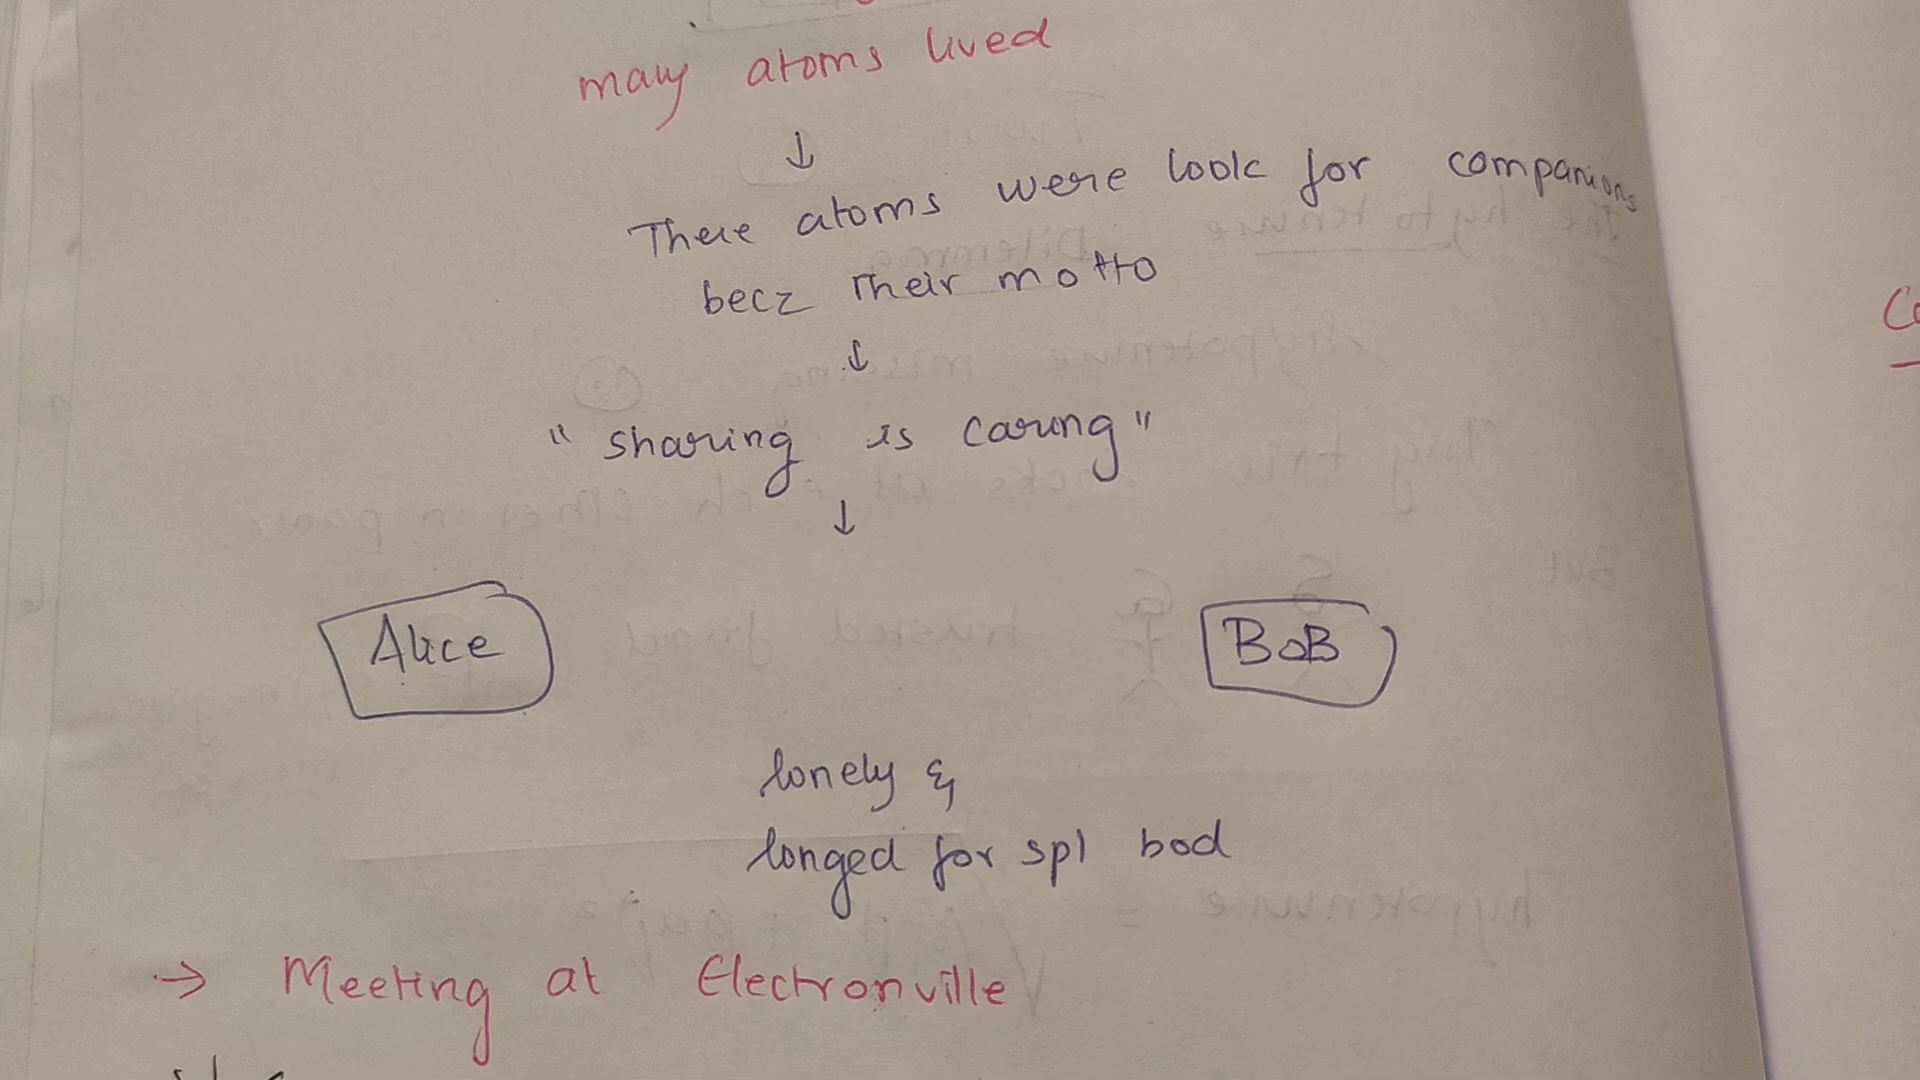 many atoms lived
↓
There atoms were look for companions
becz Their motto
↓
" sharing is caring "
↓
Alice BoB
lonely &
longed for spl bod
→ Meeting at Electronville